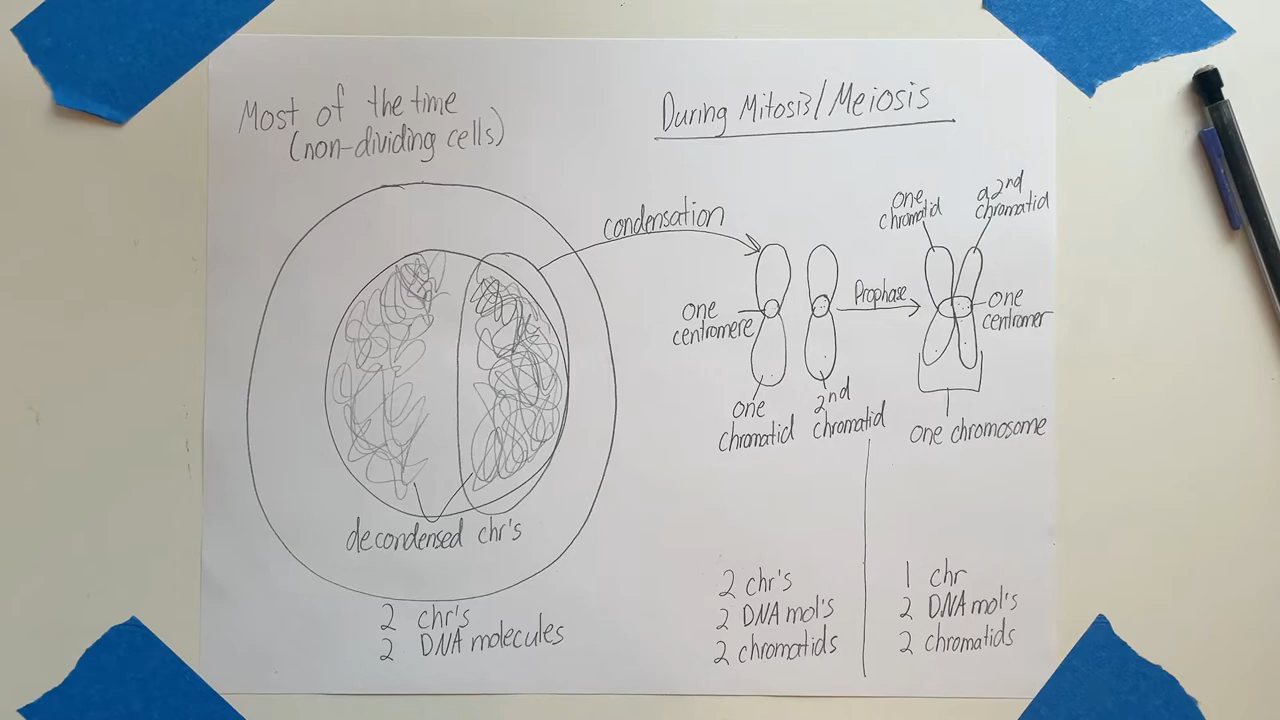 Most of the time
(non-dividing cells)
During Mitosis/Meiosis
condensation
one
centromere
one
chromatid
2nd
chromatid
Prophase
one
chromatid
a 2nd
chromatid
one
centromer
one chromosome
decondensed chr's
2 chr's
2 DNA molecules
2 chr's
2 DNA mol's
2 chromatids
1 chr
2 DNA mol's
2 chromatids